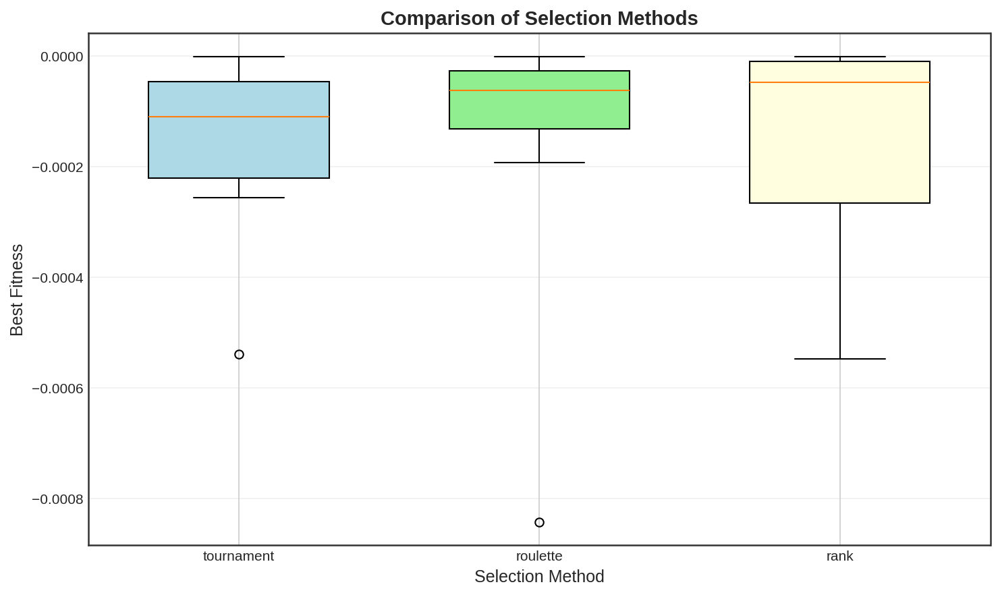 Comparison of Selection Methods
0.0000
−0.0002
−0.0004
−0.0006
−0.0008
Best Fitness
tournament
roulette
rank
Selection Method